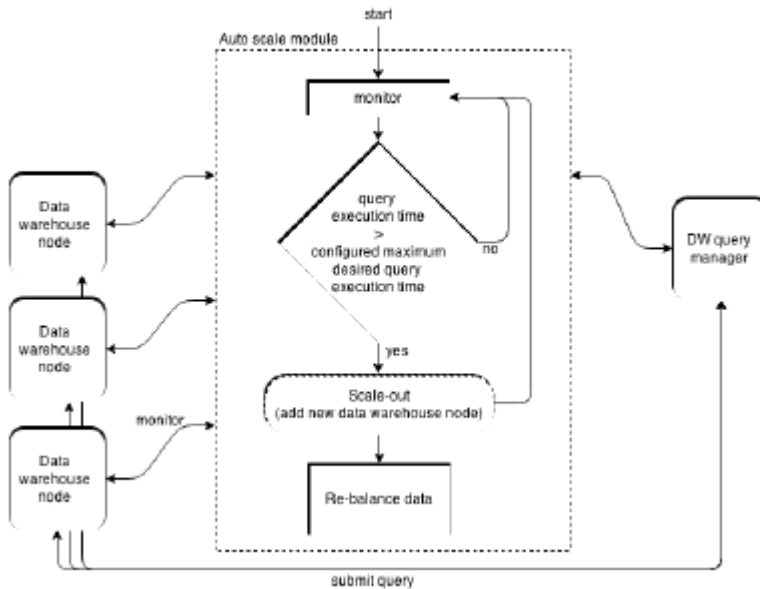 start
Auto scale module
monitor
query
execution time
>
configured maximum
desired query
execution time
no
yes
Scale-out
(add new data warehouse node)
Re-balance data
Data
warehouse
node
Data
warehouse
node
monitor
Data
warehouse
node
DW query
manager
submit query